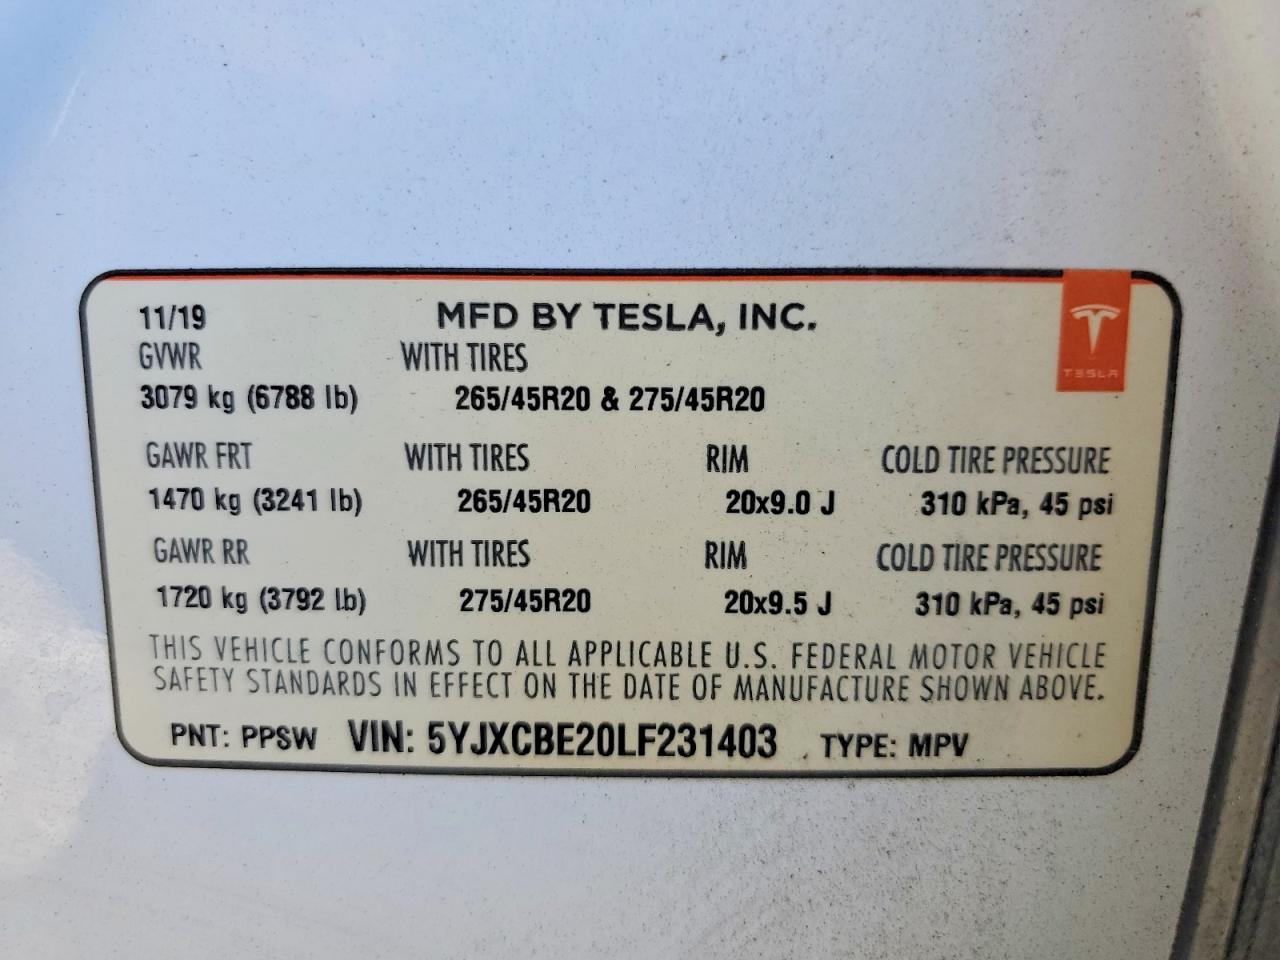 11/19 MFD BY TESLA, INC.
GVWR WITH TIRES
3079 kg (6788 lb) 265/45R20 & 275/45R20
TESLA
GAWR FRT WITH TIRES RIM COLD TIRE PRESSURE
1470 kg (3241 lb) 265/45R20 20x9.0 J 310 kPa, 45 psi
GAWR RR WITH TIRES RIM COLD TIRE PRESSURE
1720 kg (3792 lb) 275/45R20 20x9.5 J 310 kPa, 45 psi
THIS VEHICLE CONFORMS TO ALL APPLICABLE U.S. FEDERAL MOTOR VEHICLE
SAFETY STANDARDS IN EFFECT ON THE DATE OF MANUFACTURE SHOWN ABOVE.
PNT: PPSW VIN: 5YJXCBE20LF231403 TYPE: MPV